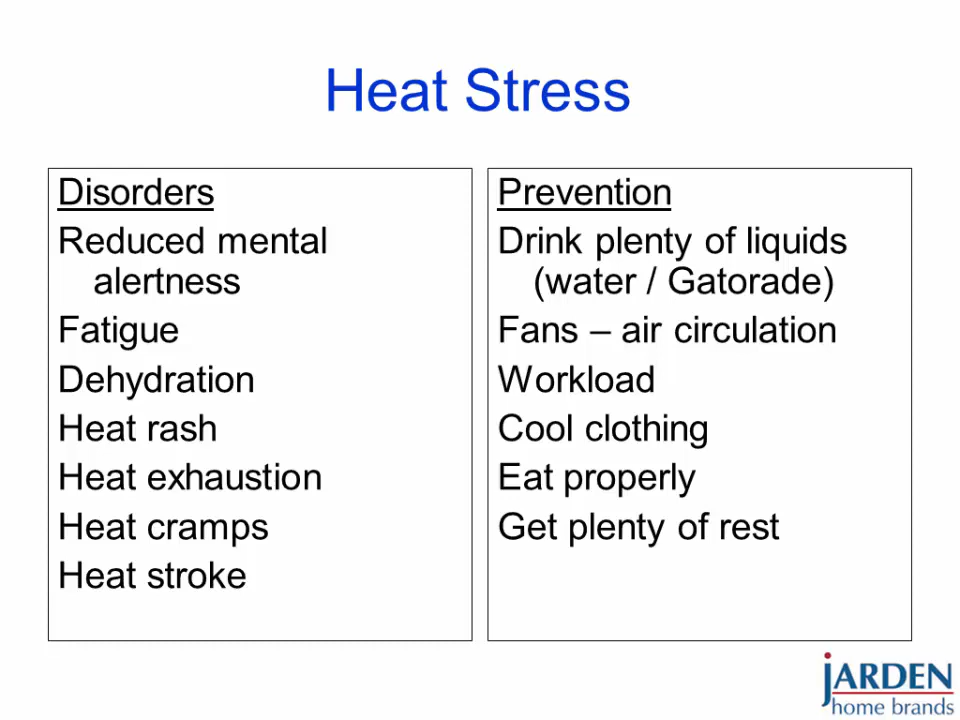 Heat Stress
Disorders
Reduced mental
alertness
Fatigue
Dehydration
Heat rash
Heat exhaustion
Heat cramps
Heat stroke
Prevention
Drink plenty of liquids
(water / Gatorade)
Fans – air circulation
Workload
Cool clothing
Eat properly
Get plenty of rest
jARDEN
home brands